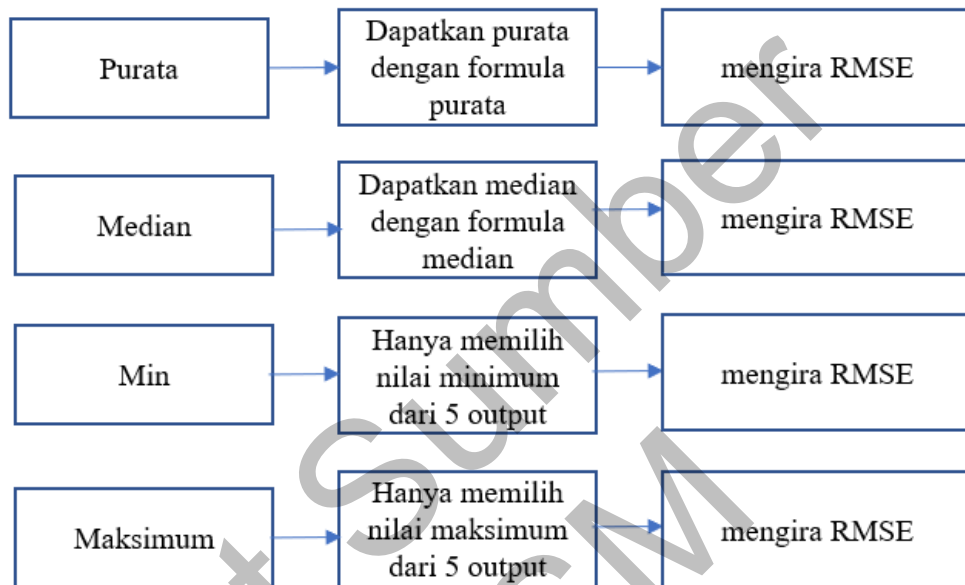 Purata
Dapatkan purata
dengan formula
purata
mengira RMSE
Median
Dapatkan median
dengan formula
median
mengira RMSE
Min
Hanya memilih
nilai minimum
dari 5 output
mengira RMSE
Maksimum
Hanya memilih
nilai maksimum
dari 5 output
mengira RMSE
Sumber